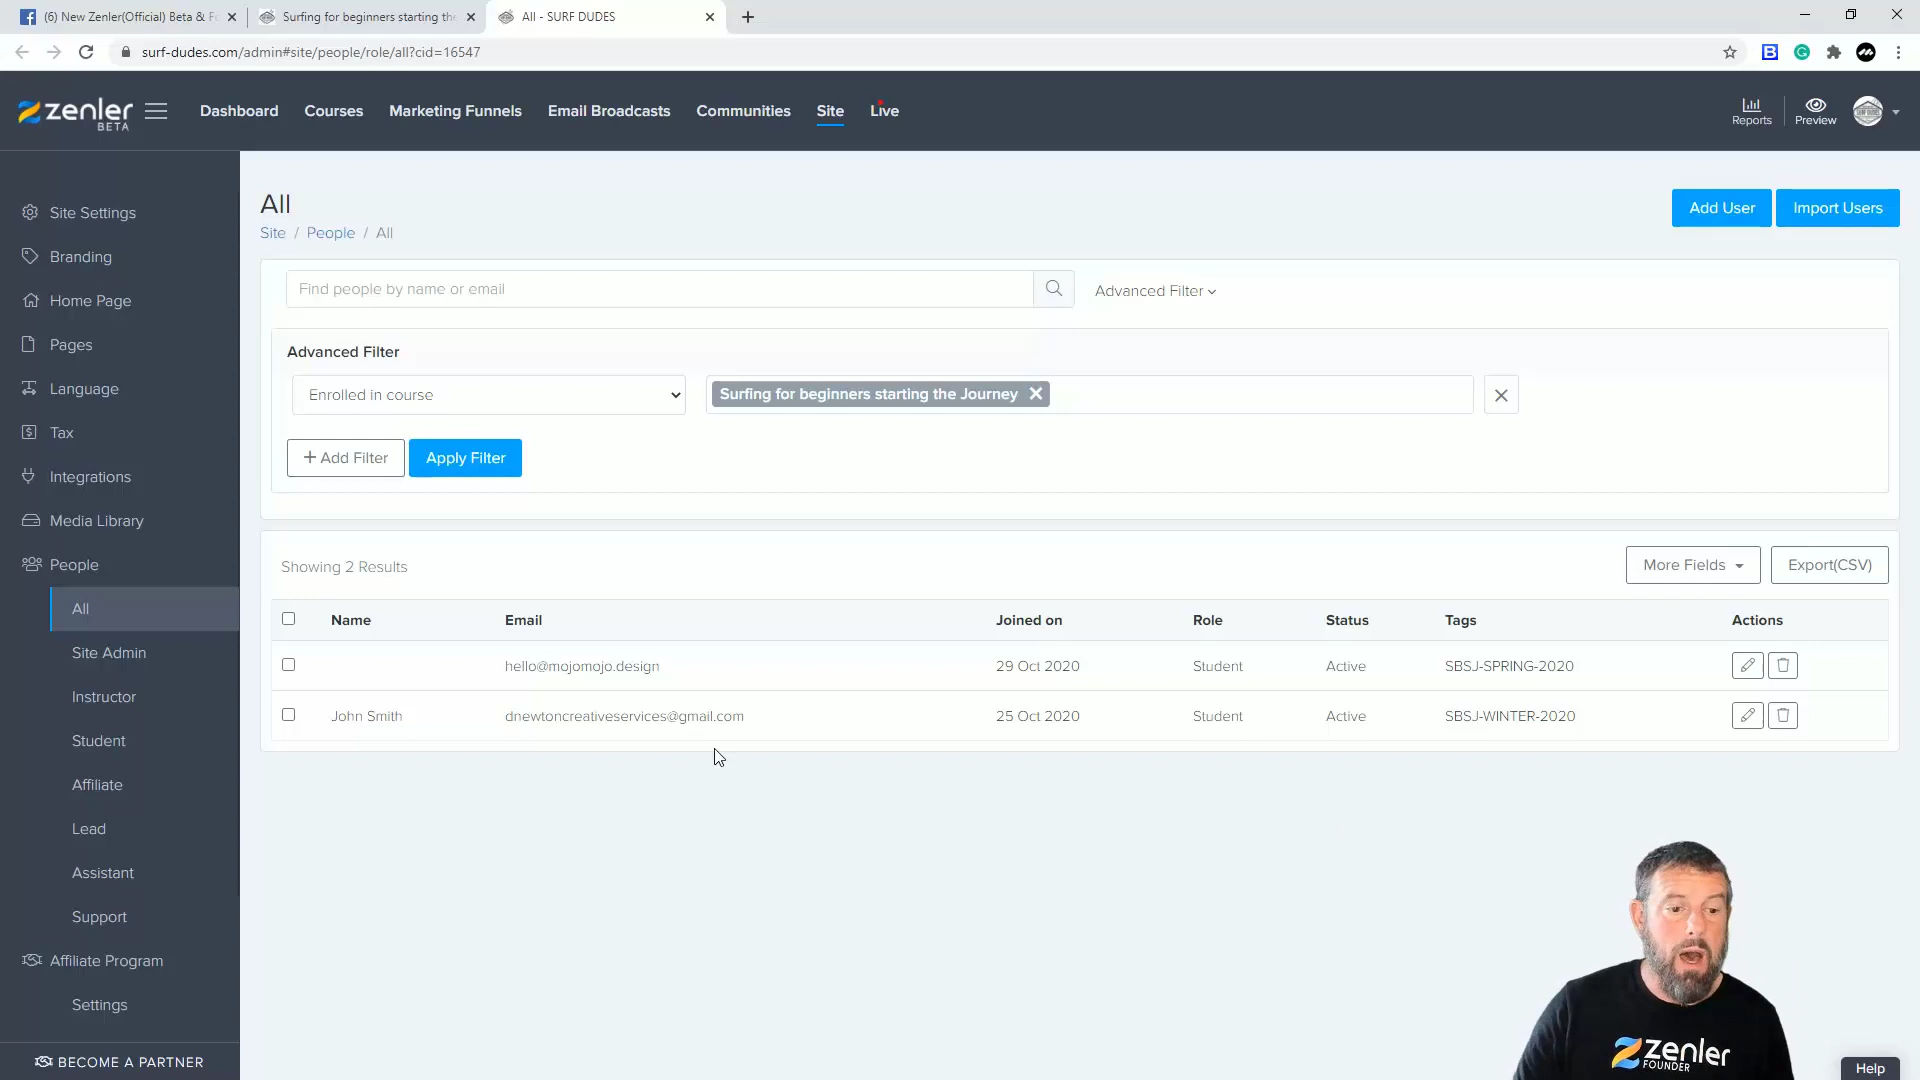 (6) New Zenler(Official) Beta & F
Surfing for beginners starting the
All - SURF DUDES
surf-dudes.com/admin#site/people/role/all?cid=16547
zenler
BETA
Dashboard
Courses
Marketing Funnels
Email Broadcasts
Communities
Site
Live
Reports
Preview
Site Settings
Branding
Home Page
Pages
Language
Tax
Integrations
Media Library
People
All
Site Admin
Instructor
Student
Affiliate
Lead
Assistant
Support
Affiliate Program
Settings
BECOME A PARTNER
All
Site / People / All
Add User
Import Users
Find people by name or email
Advanced Filter
Advanced Filter
Enrolled in course
Surfing for beginners starting the Journey
+ Add Filter
Apply Filter
Showing 2 Results
More Fields
Export(CSV)
Name Email Joined on Role Status Tags Actions
hello@mojomojo.design 29 Oct 2020 Student Active SBSJ-SPRING-2020
John Smith dnewtoncreativeservices@gmail.com 25 Oct 2020 Student Active SBSJ-WINTER-2020
zenler
FOUNDER
Help